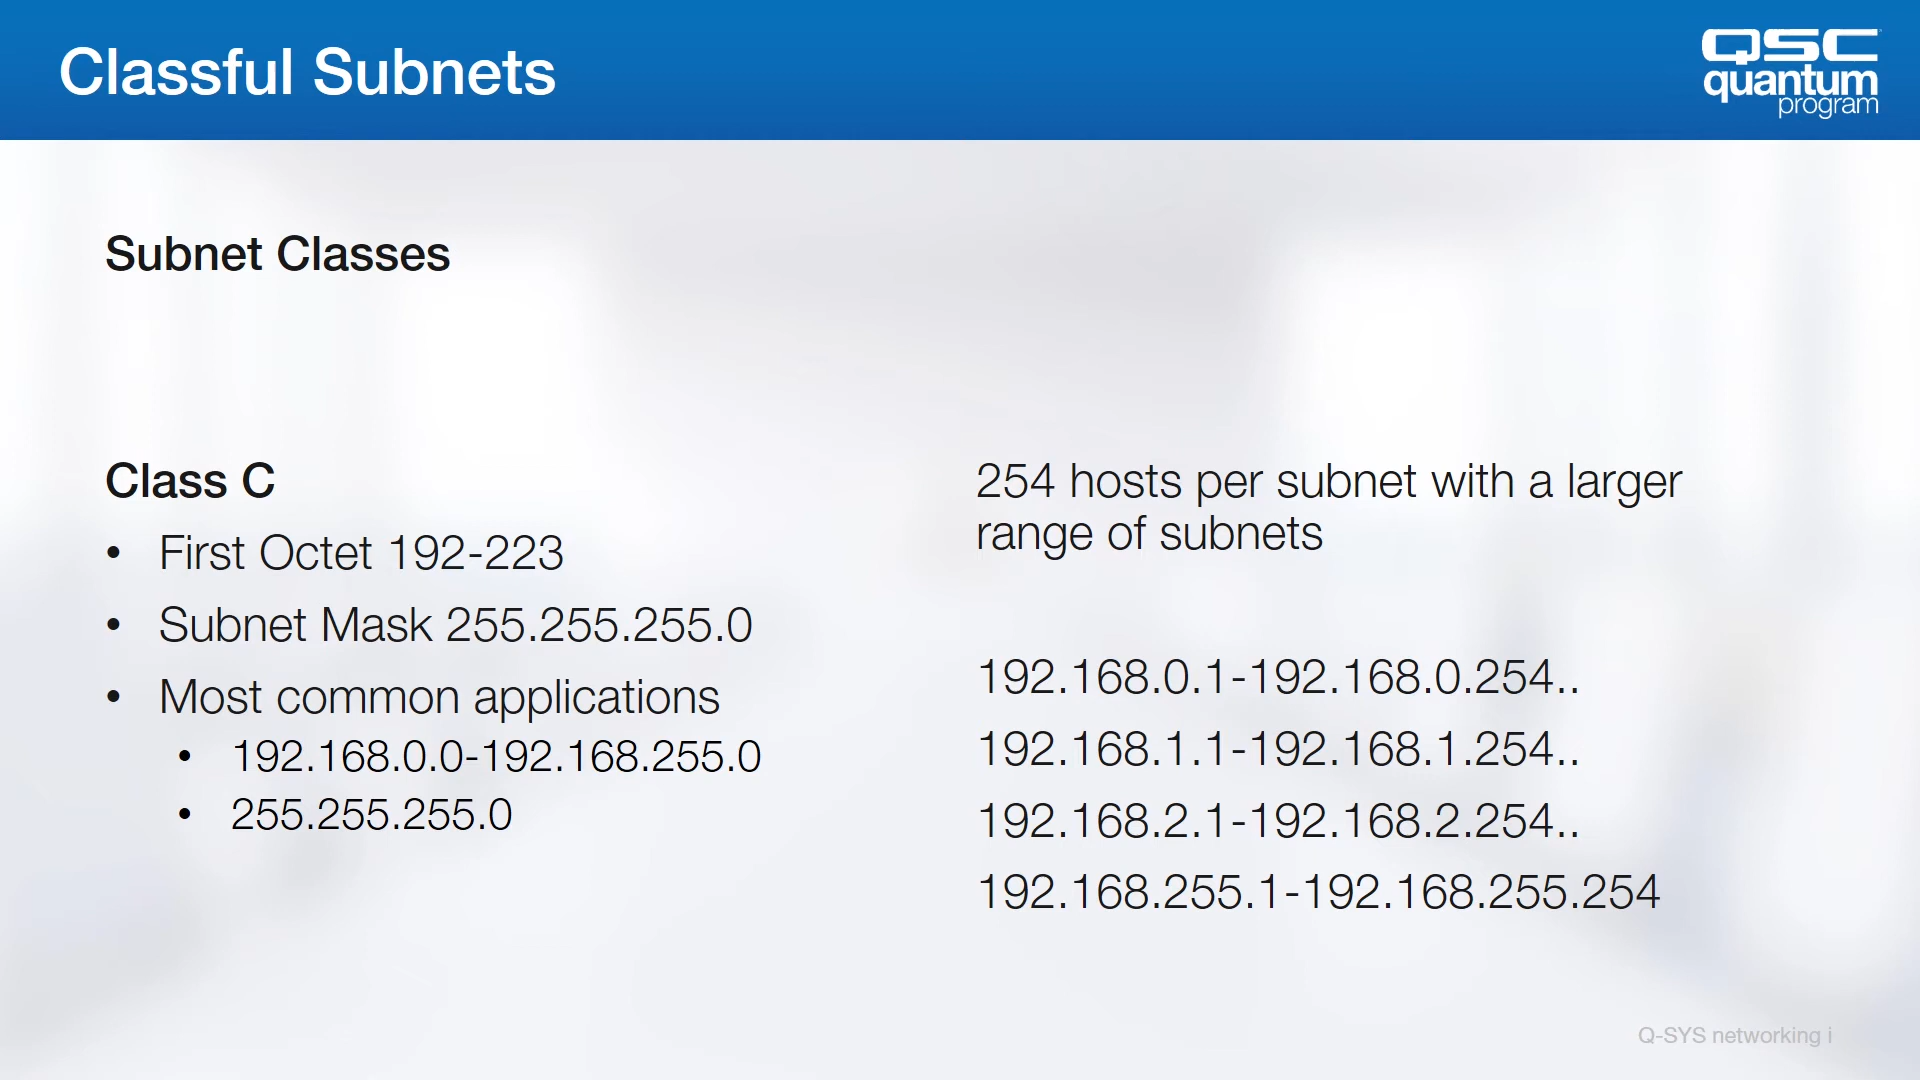 Classful Subnets
QSC
quantum
program
Subnet Classes
Class C
• First Octet 192-223
• Subnet Mask 255.255.255.0
• Most common applications
• 192.168.0.0-192.168.255.0
• 255.255.255.0
254 hosts per subnet with a larger
range of subnets
192.168.0.1-192.168.0.254..
192.168.1.1-192.168.1.254..
192.168.2.1-192.168.2.254..
192.168.255.1-192.168.255.254
Q-SYS networking i